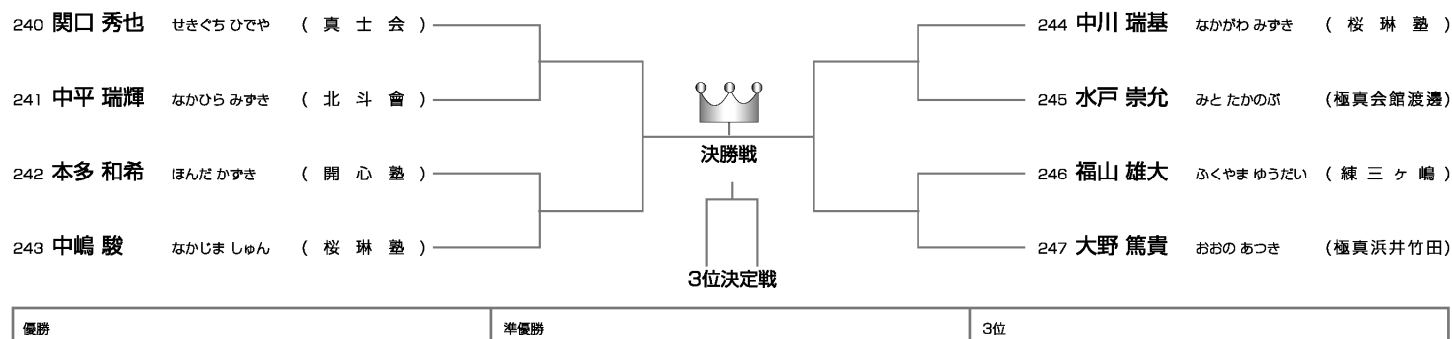 240 関口 秀也 せきぐち ひでや (真士会)
241 中平 瑞輝 なかひら みずき (北斗會)
242 本多 和希 ほんだ かずき (開心塾)
243 中嶋 駿 なかじま しゅん (桜琳塾)
決勝戦
3位決定戦
244 中川 瑞基 なかがわ みずき (桜琳塾)
245 水戸 崇允 みと たかのぶ (極真会館渡邊)
246 福山 雄大 ふくやま ゆうだい (練三ヶ嶋)
247 大野 篤貴 おおの あつき (極真浜井竹田)
優勝
準優勝
3位